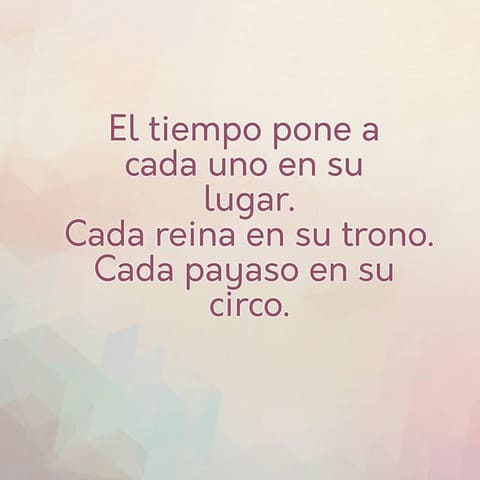 El tiempo pone a
cada uno en su
lugar.
Cada reina en su trono.
Cada payaso en su
circo.